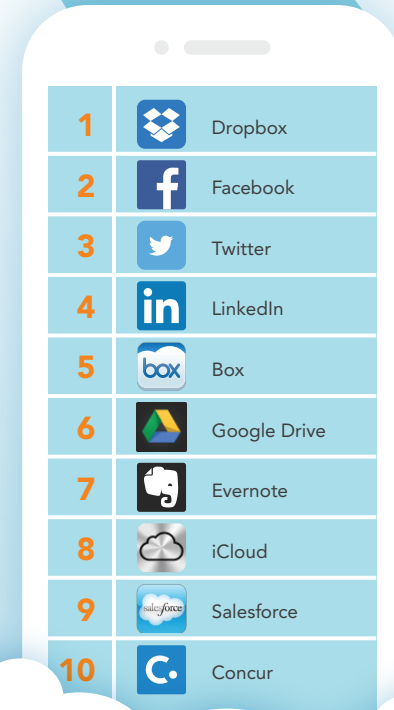 1 Dropbox
2 f Facebook
3 Twitter
4 in LinkedIn
5 box Box
6 Google Drive
7 Evernote
8 iCloud
9 salesforce Salesforce
10 C. Concur